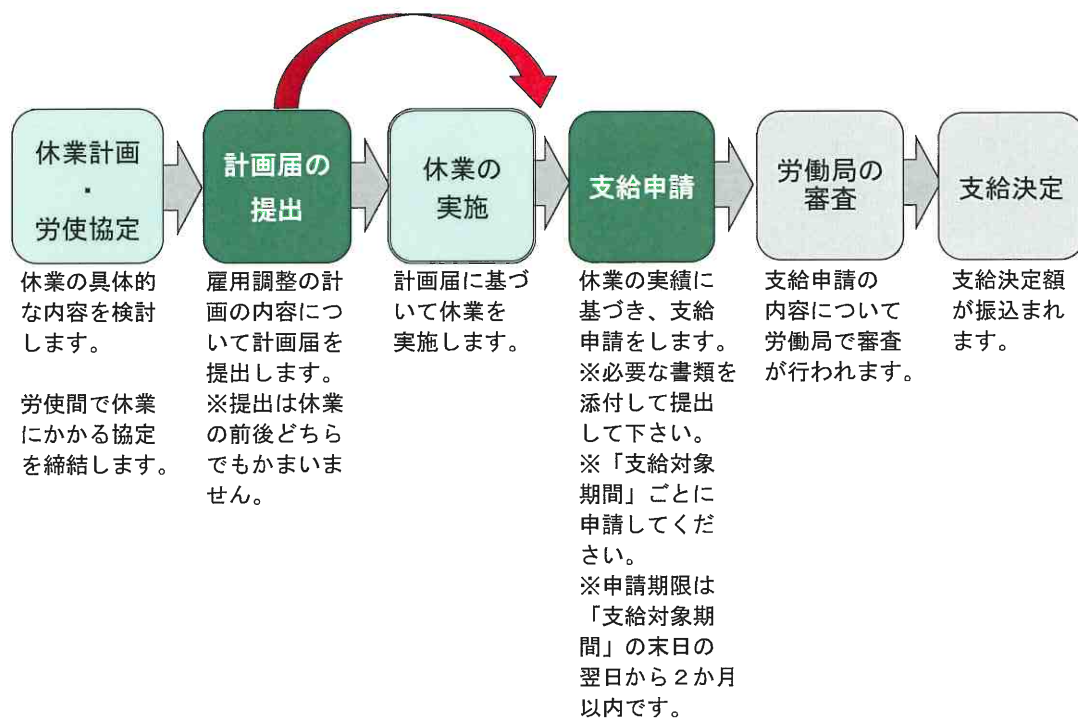 休業計画
・
労使協定
休業の具体的
な内容を検討
します。
労使間で休業
にかかる協定
を締結します。
計画届の
提出
雇用調整の計
画の内容につ
いて計画届を
提出します。
※提出は休業
の前後どちら
でもかまいま
せん。
休業の
実施
計画届に基づ
いて休業を
実施します。
支給申請
休業の実績に
基づき、支給
申請をします。
※必要な書類を
添付して提出
して下さい。
※「支給対象
期間」ごとに
申請してくだ
さい。
※申請期限は
「支給対象期
間」の末日の
翌日から２か月
以内です。
労働局の
審査
支給申請の
内容について
労働局で審査
が行われます。
支給決定
支給決定額
が振込まれ
ます。